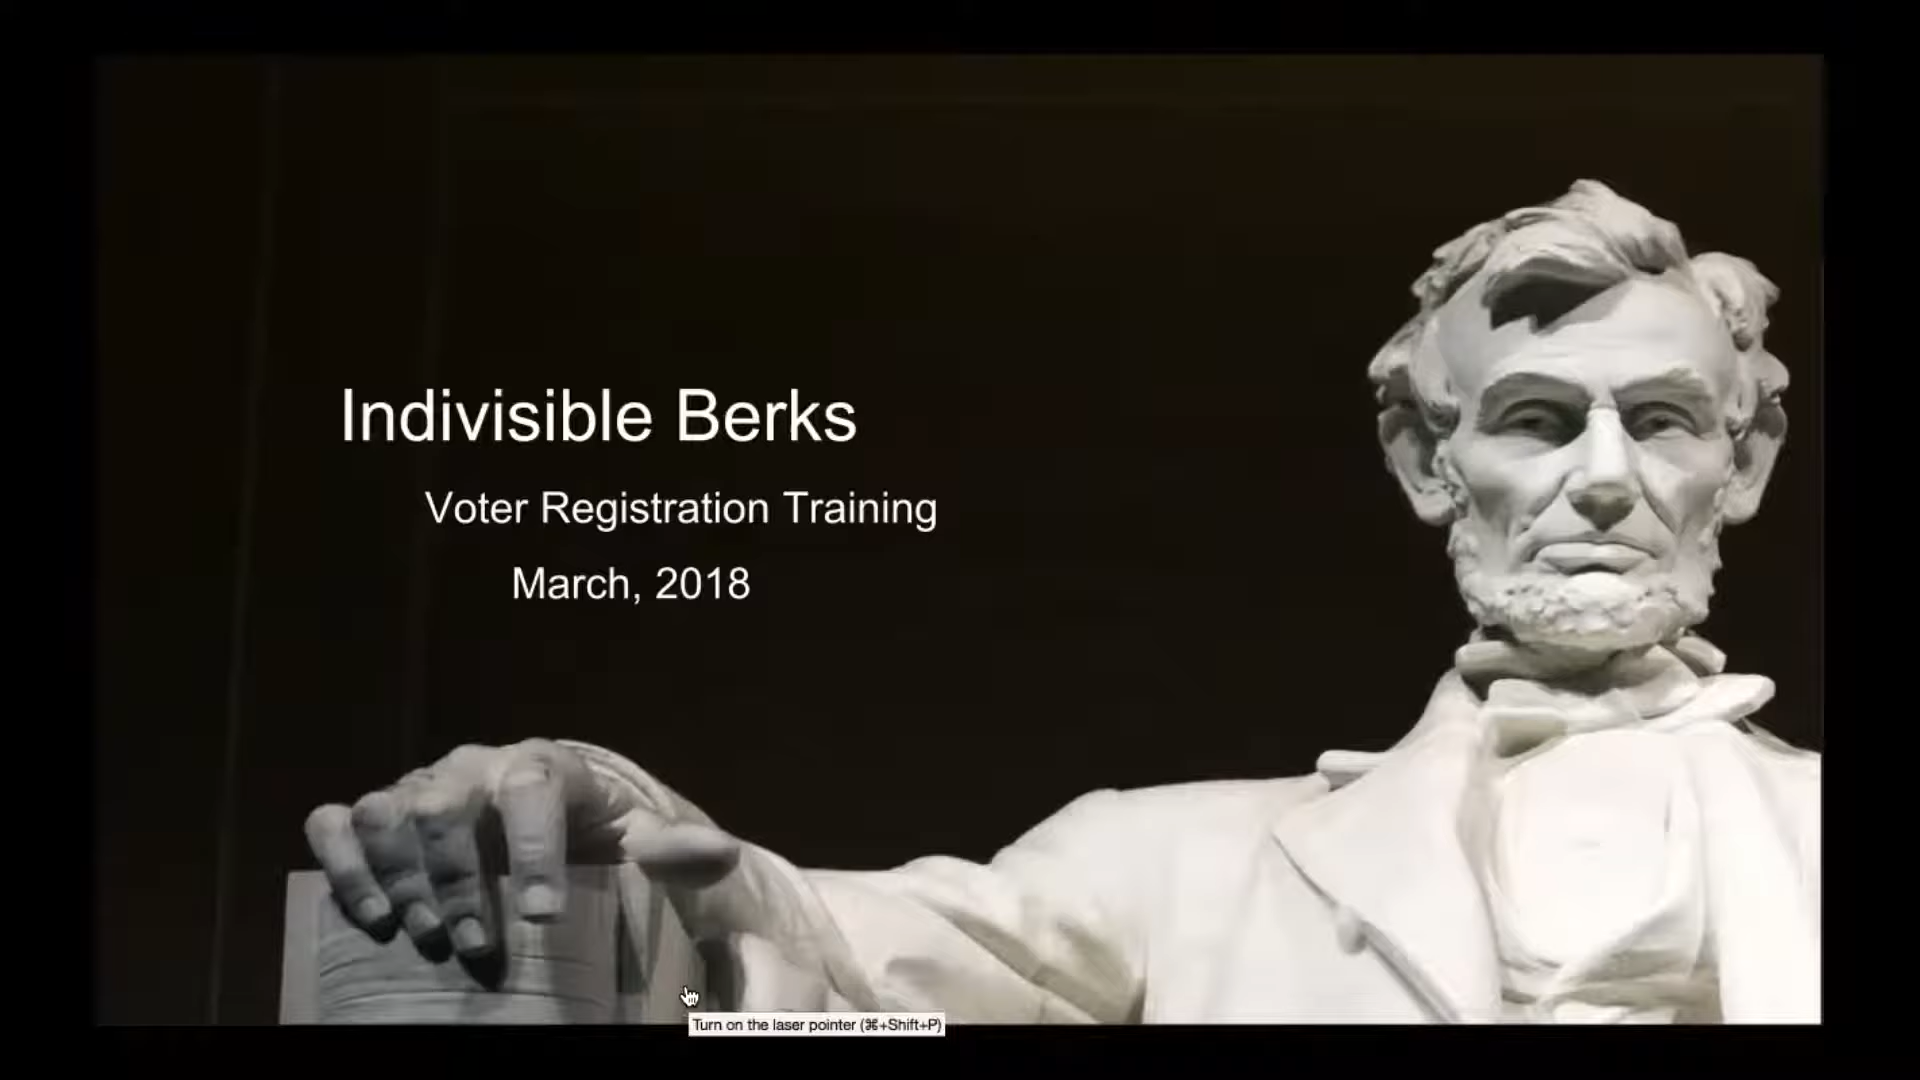 Indivisible Berks
Voter Registration Training
March, 2018
Turn on the laser pointer (⌘+Shift+P)